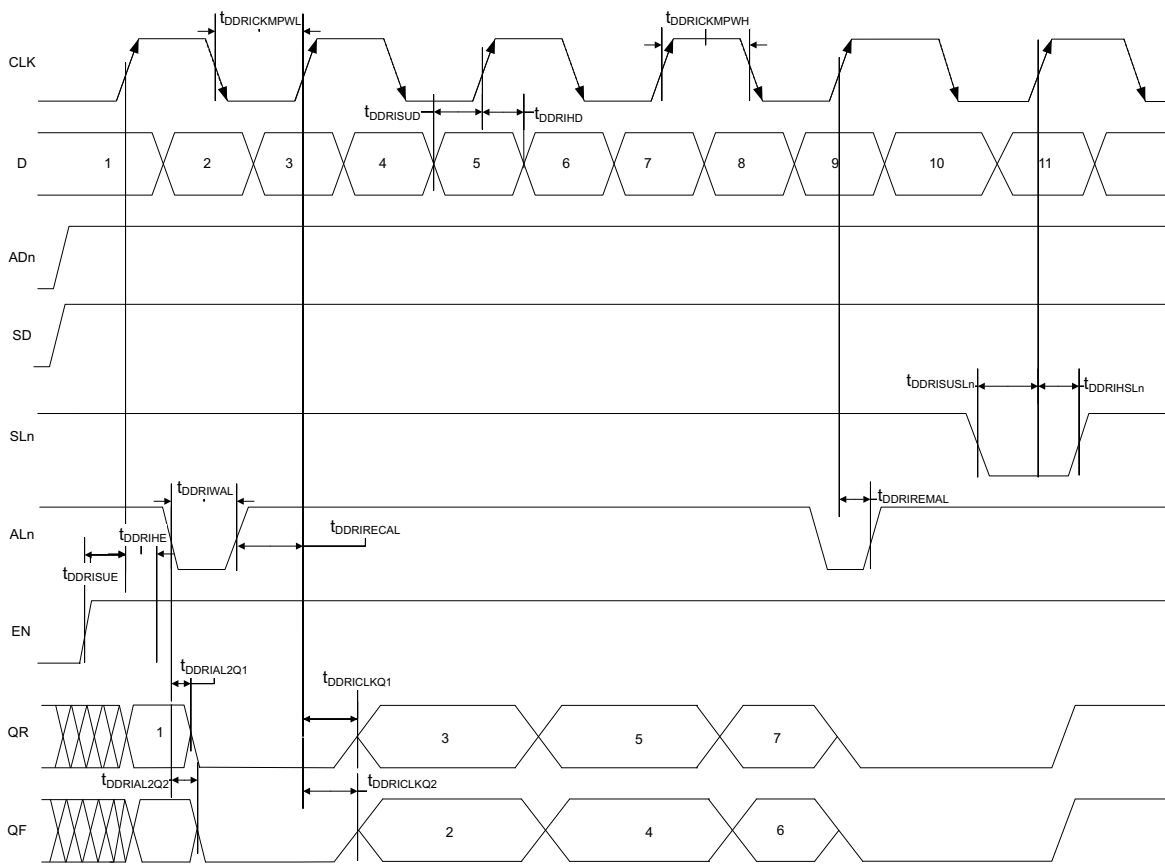 tDDRICKMPWL
tDDRICKMPWH
CLK
tDDRISUD
tDDRIHD
D
1
2
3
4
5
6
7
8
9
10
11
ADn
SD
tDDRISUSLn
tDDRIHSLn
SLn
tDDRIWAL
tDDRIREMAL
ALn
tDDRIHE
tDDRIRECAL
tDDRISUE
EN
tDDRIAL2Q1
tDDRICLKQ1
QR
1
3
5
7
tDDRIAL2Q2
tDDRICLKQ2
QF
2
4
6